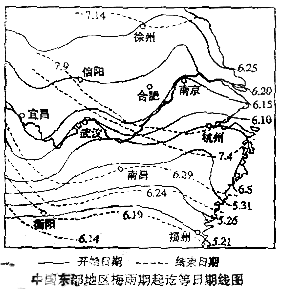 7.14
徐州
6.25
7.9
信阳
合肥
南京
6.20
6.15
宜昌
武汉
杭州
6.10
7.4
南昌
6.29
6.24
6.5
5.31
衡阳
6.19
5.26
福州
6.14
5.21
开始日期
结束日期
中国东部地区梅雨期起讫等日期线图